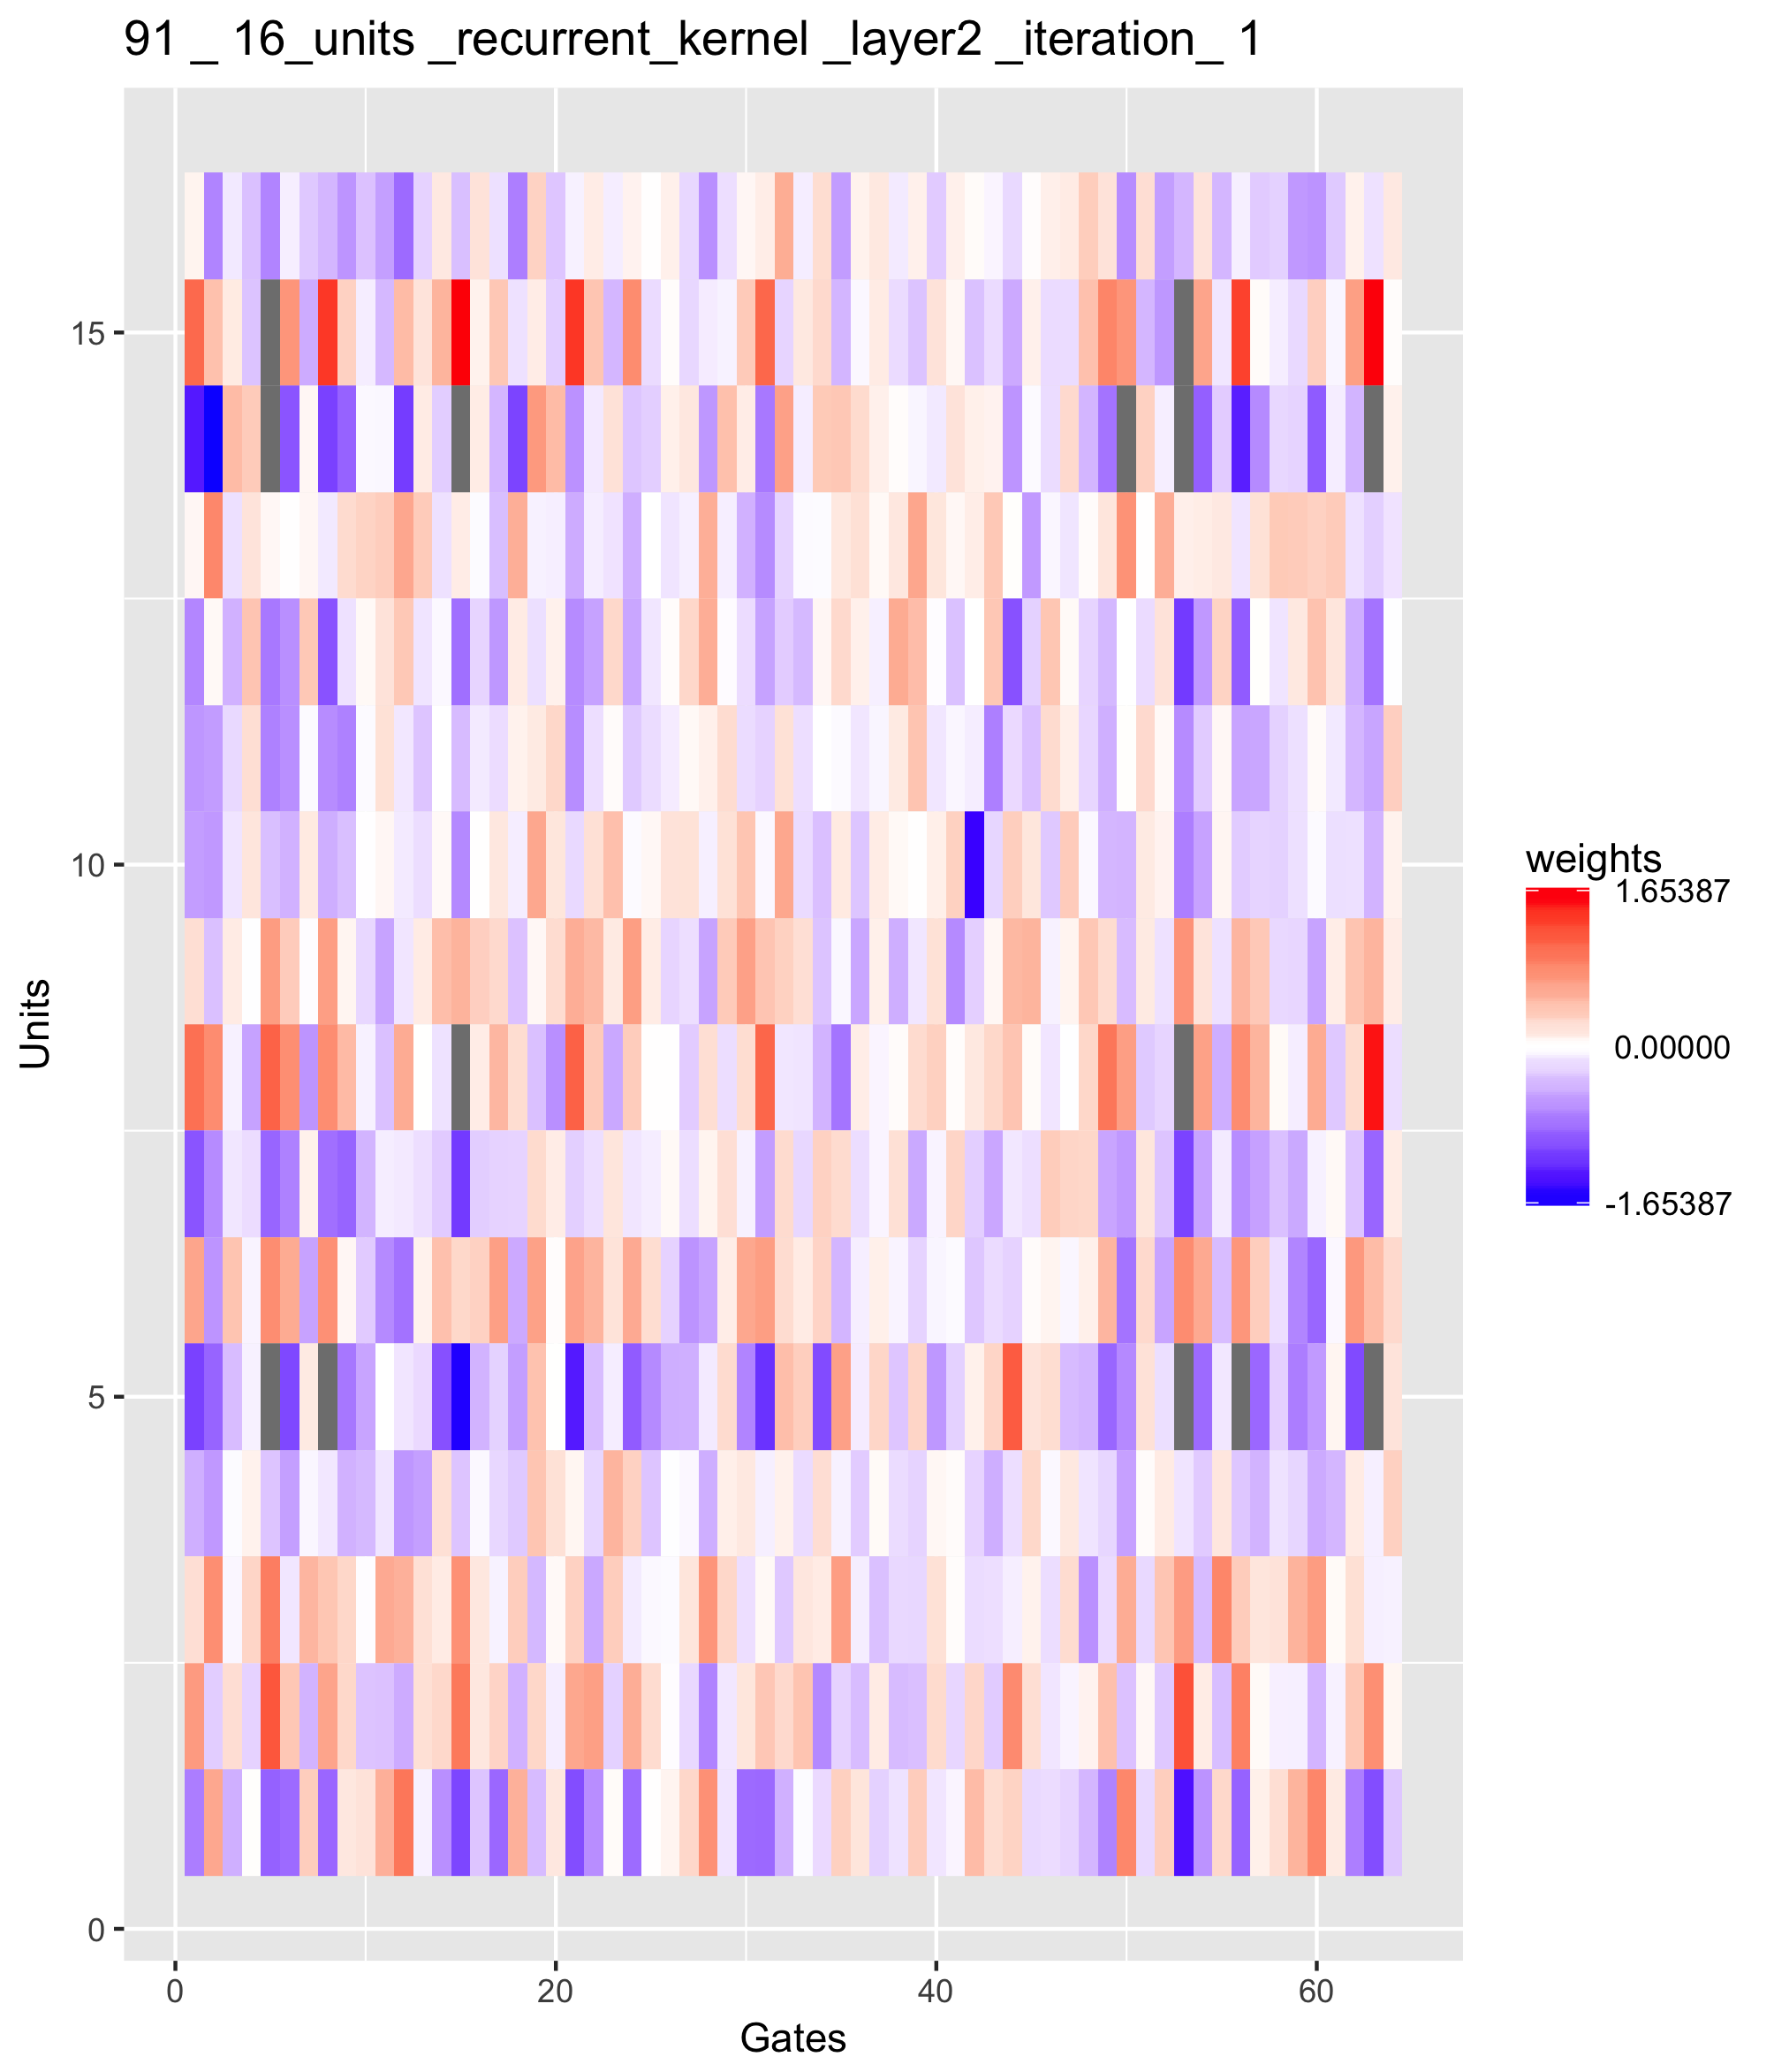 91 _ 16_units _recurrent_kernel _layer2 _iteration_ 1
15
10
5
0
Units
0 20 40 60
Gates
weights
1.65387
0.00000
-1.65387